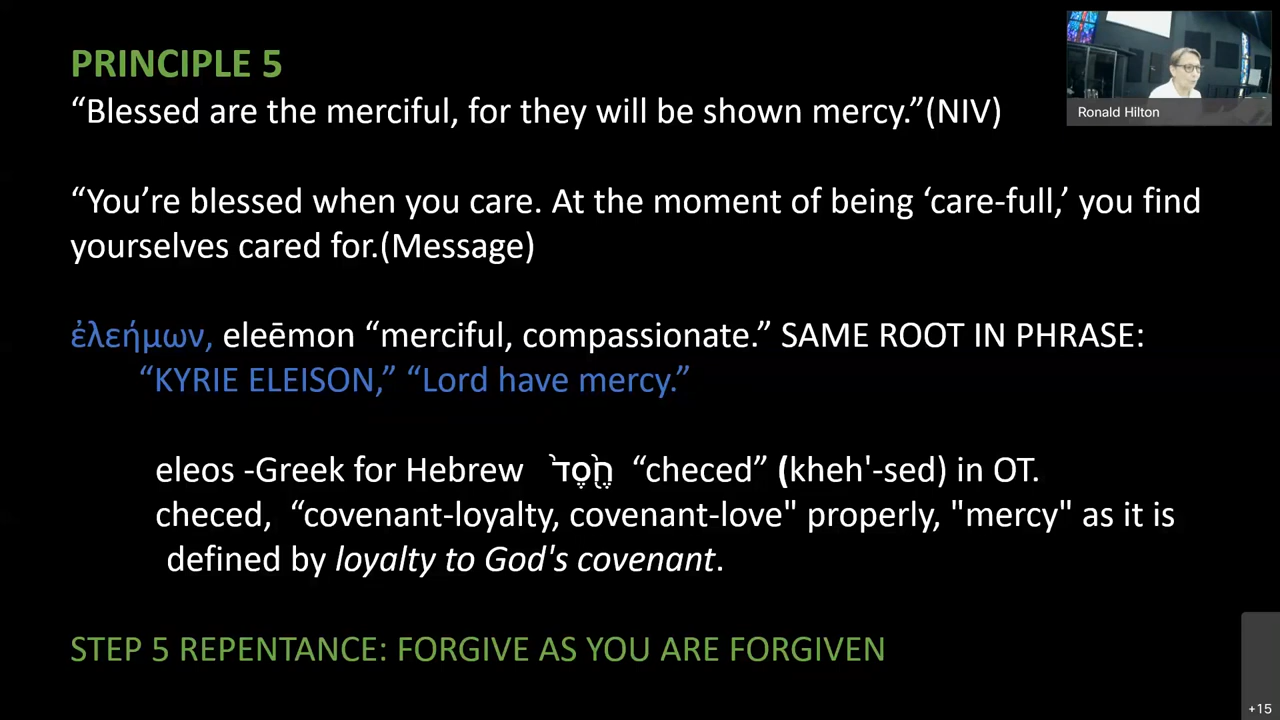 PRINCIPLE 5
“Blessed are the merciful, for they will be shown mercy.”(NIV)
Ronald Hilton
“You’re blessed when you care. At the moment of being ‘care-full,’ you find
yourselves cared for.(Message)
ἐλεήμων, eleēmon “merciful, compassionate.” SAME ROOT IN PHRASE:
“KYRIE ELEISON,” “Lord have mercy.”
eleos -Greek for Hebrew חֶ֖סֶד֙ “checed” (kheh'-sed) in OT.
checed, “covenant-loyalty, covenant-love" properly, "mercy" as it is
defined by loyalty to God's covenant.
STEP 5 REPENTANCE: FORGIVE AS YOU ARE FORGIVEN
+15